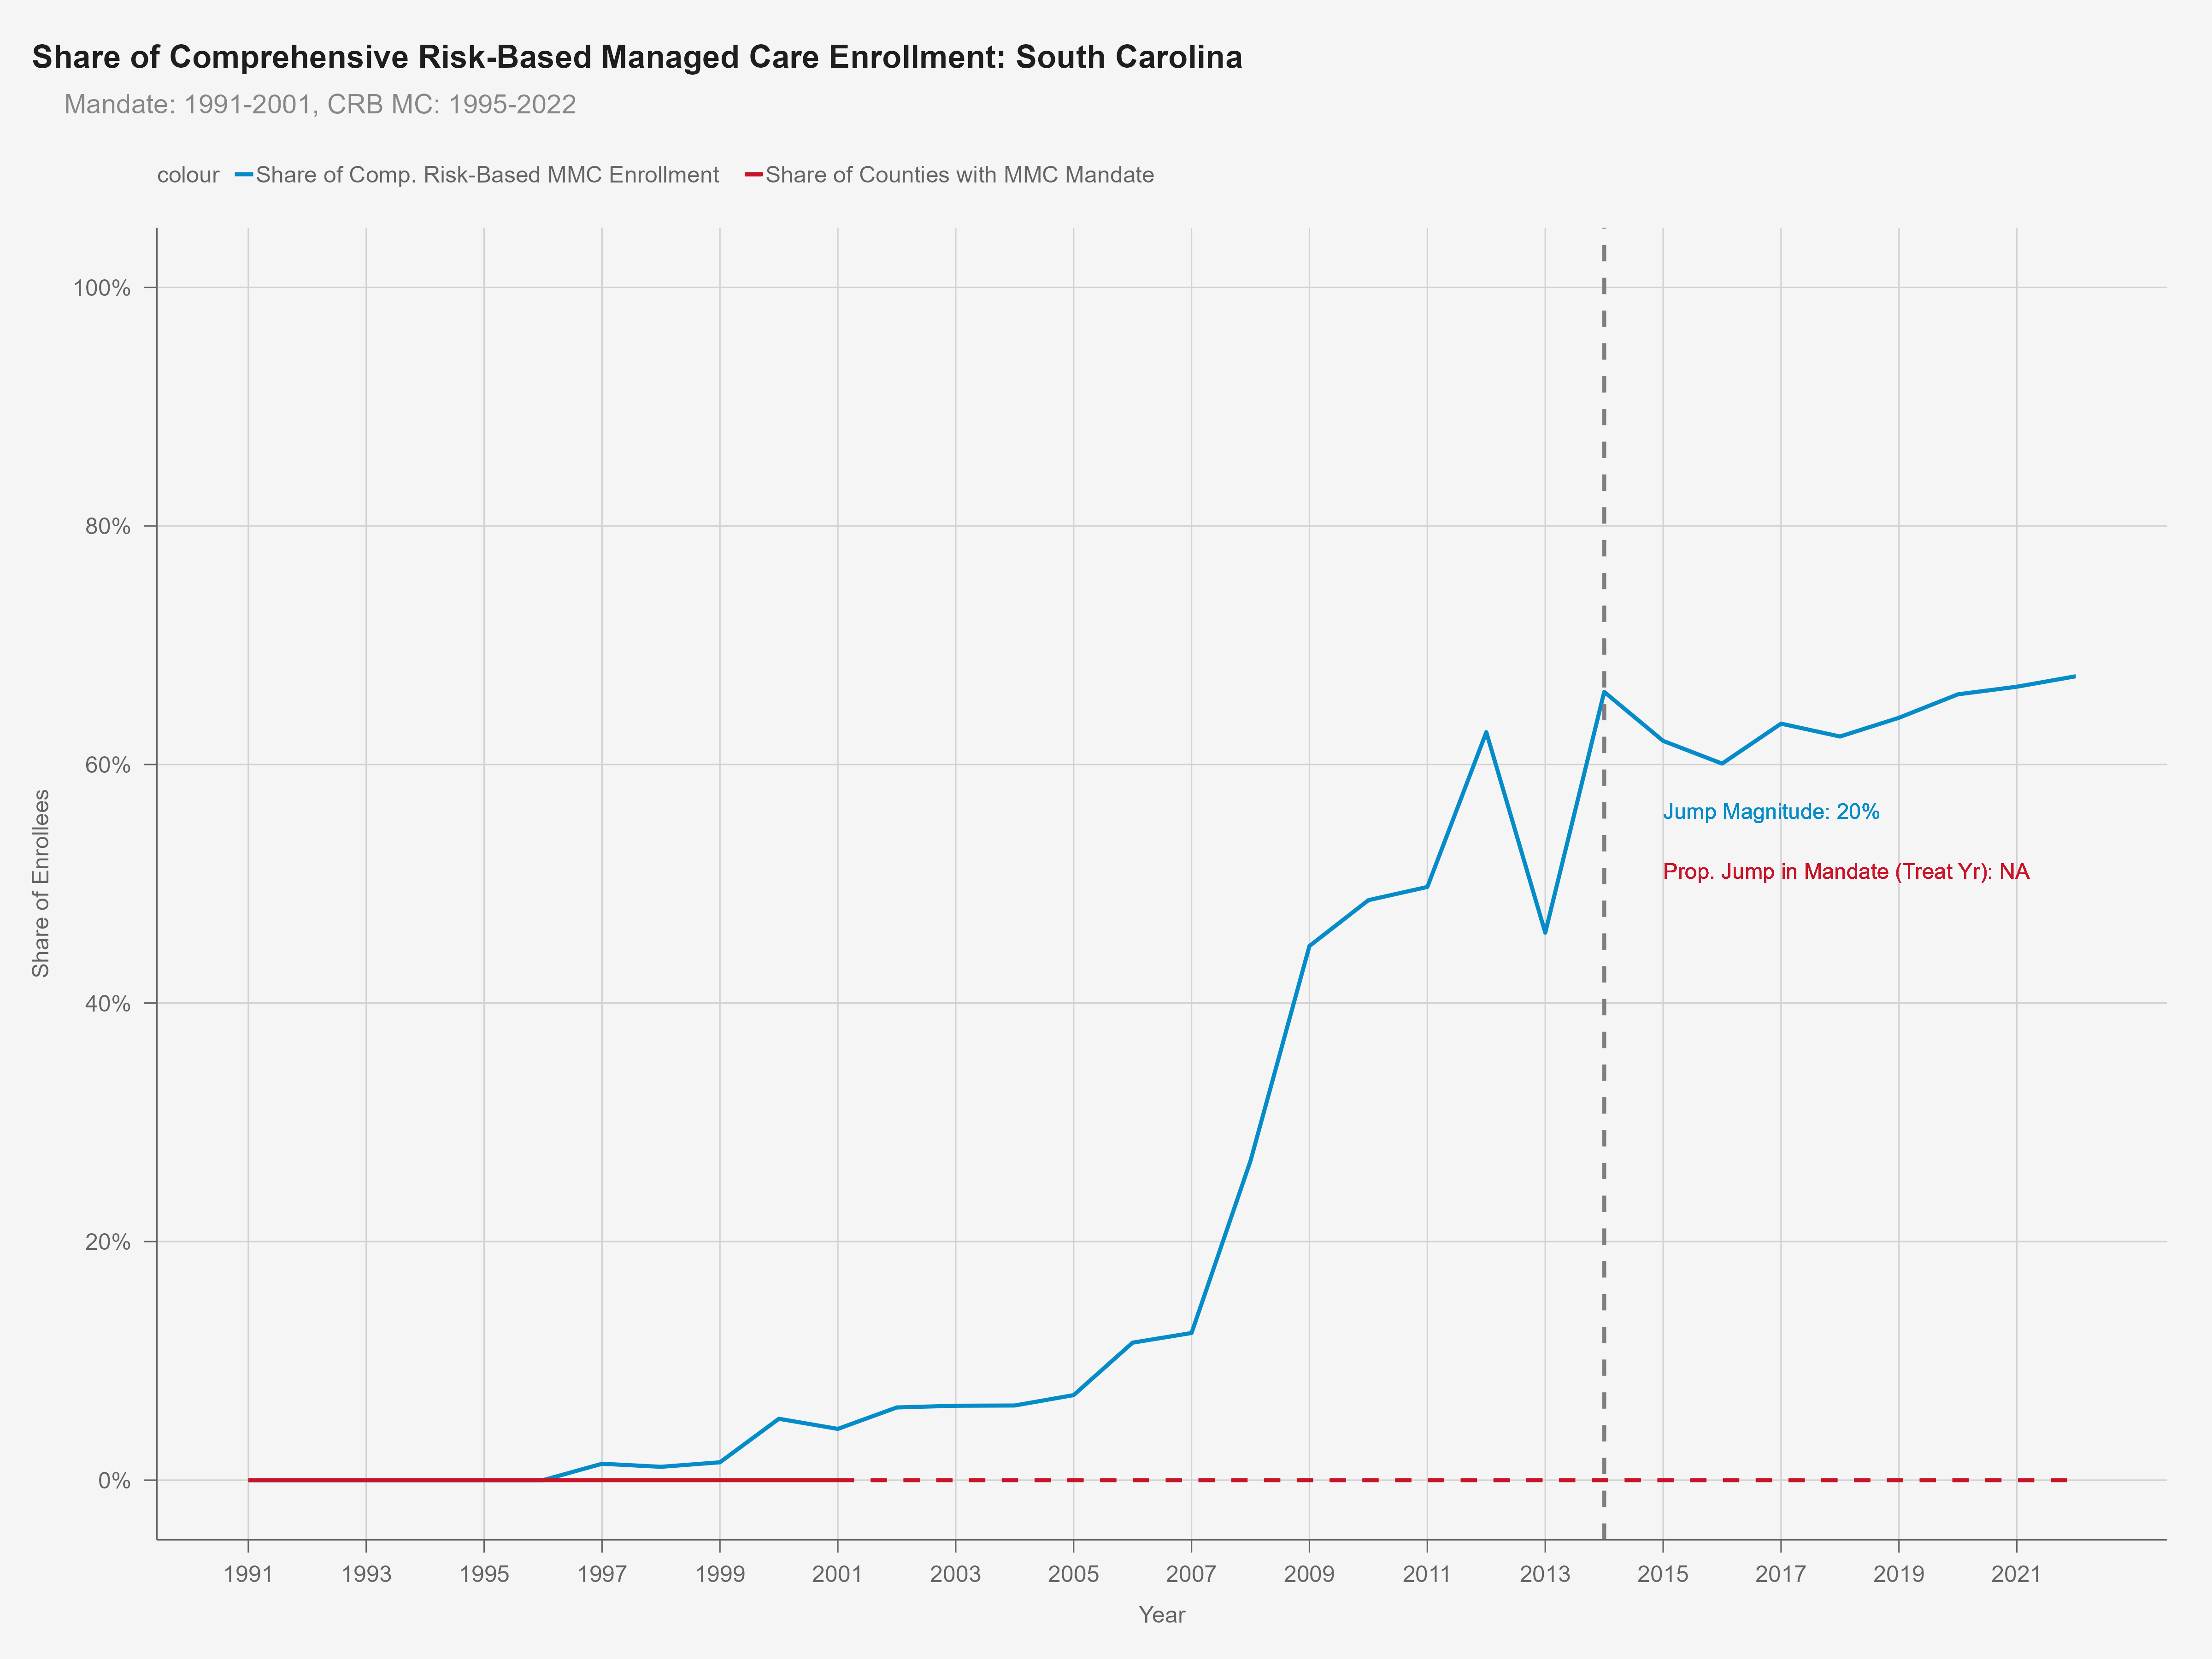 Share of Comprehensive Risk-Based Managed Care Enrollment: South Carolina
Mandate: 1991-2001, CRB MC: 1995-2022
colour Share of Comp. Risk-Based MMC Enrollment Share of Counties with MMC Mandate
100%
80%
60%
40%
20%
0%
Share of Enrollees
Jump Magnitude: 20%
Prop. Jump in Mandate (Treat Yr): NA
1991 1993 1995 1997 1999 2001 2003 2005 2007 2009 2011 2013 2015 2017 2019 2021
Year